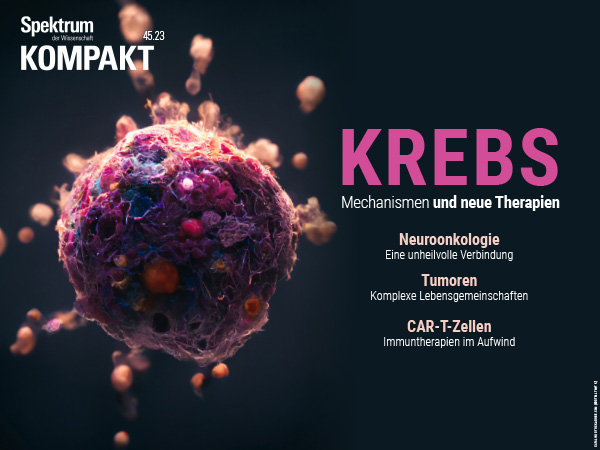 Spektrum
der Wissenschaft
45.23
KOMPAKT
KREBS
Mechanismen und neue Therapien
Neuroonkologie
Eine unheilvolle Verbindung
Tumoren
Komplexe Lebensgemeinschaften
CAR-T-Zellen
Immuntherapien im Aufwind